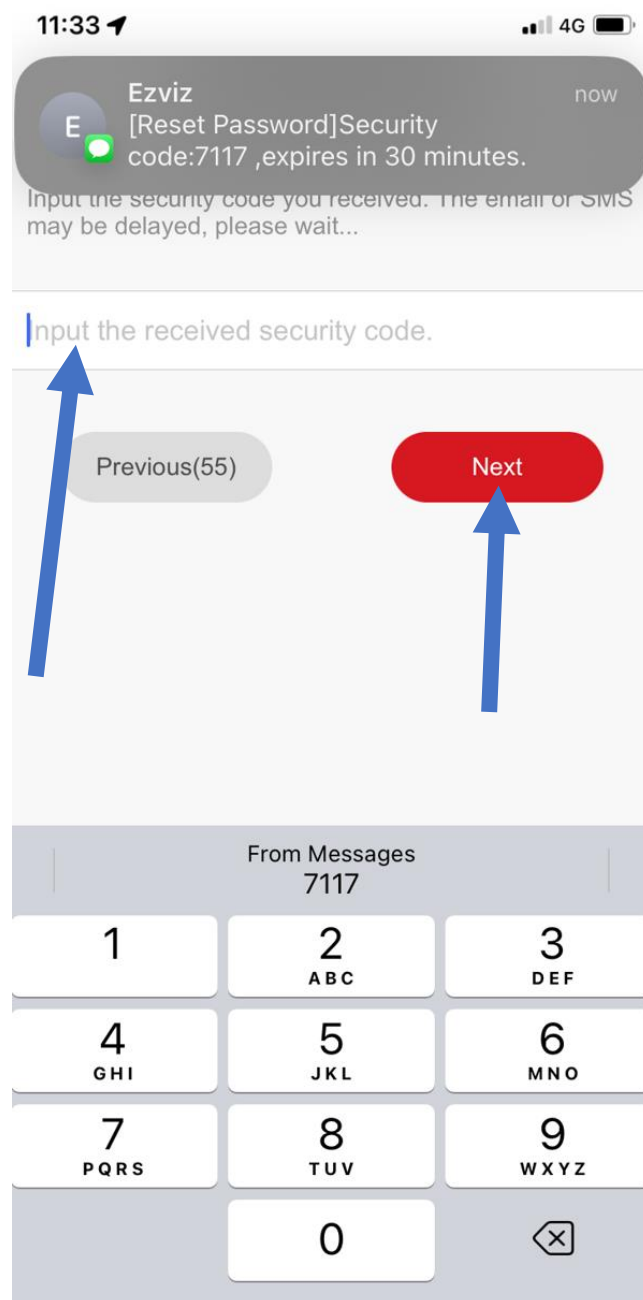 11:33
4G
Ezviz
now
E
[Reset Password]Security
code:7117 ,expires in 30 minutes.
Input the security code you received. The email or SMS
may be delayed, please wait...
Input the received security code.
Previous(55)
Next
From Messages
7117
1
2
ABC
3
DEF
4
GHI
5
JKL
6
MNO
7
PQRS
8
TUV
9
WXYZ
0